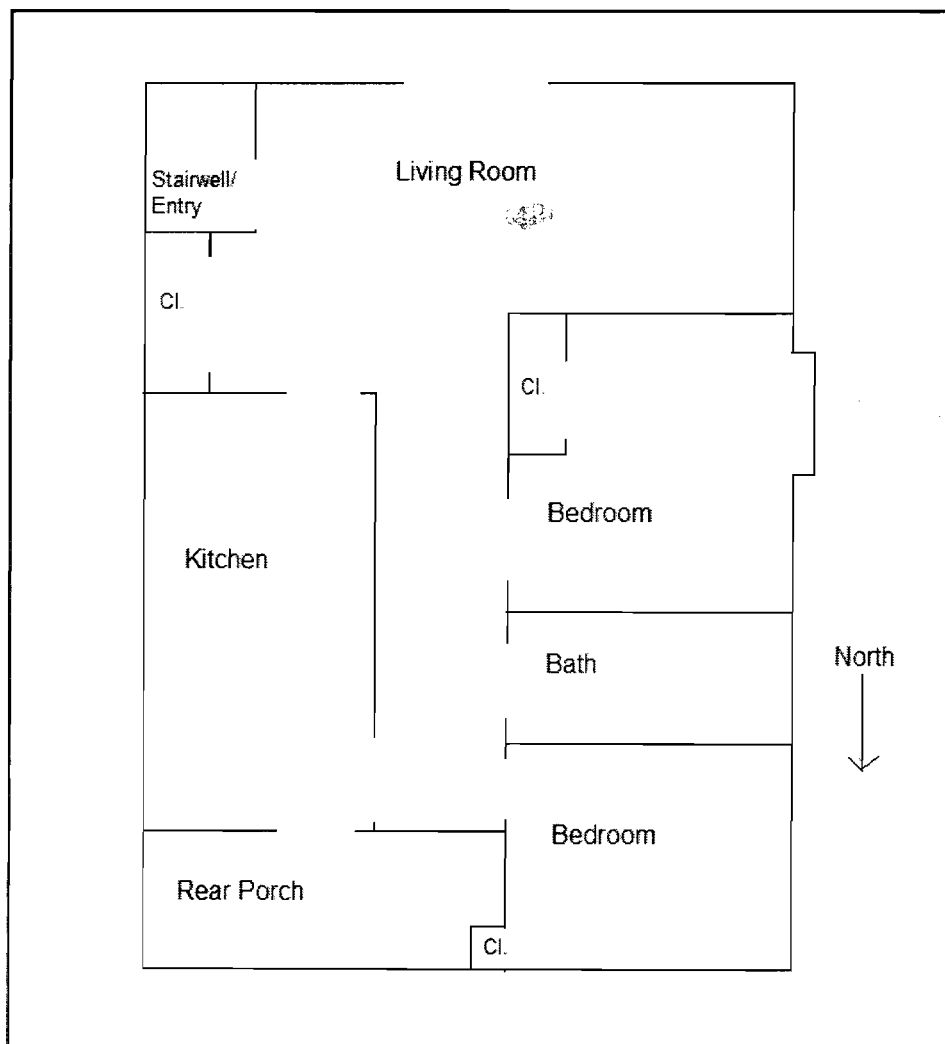 Living Room
Stairwell/
Entry
Cl.
Cl.
Bedroom
Kitchen
Bath
North
Bedroom
Rear Porch
Cl.